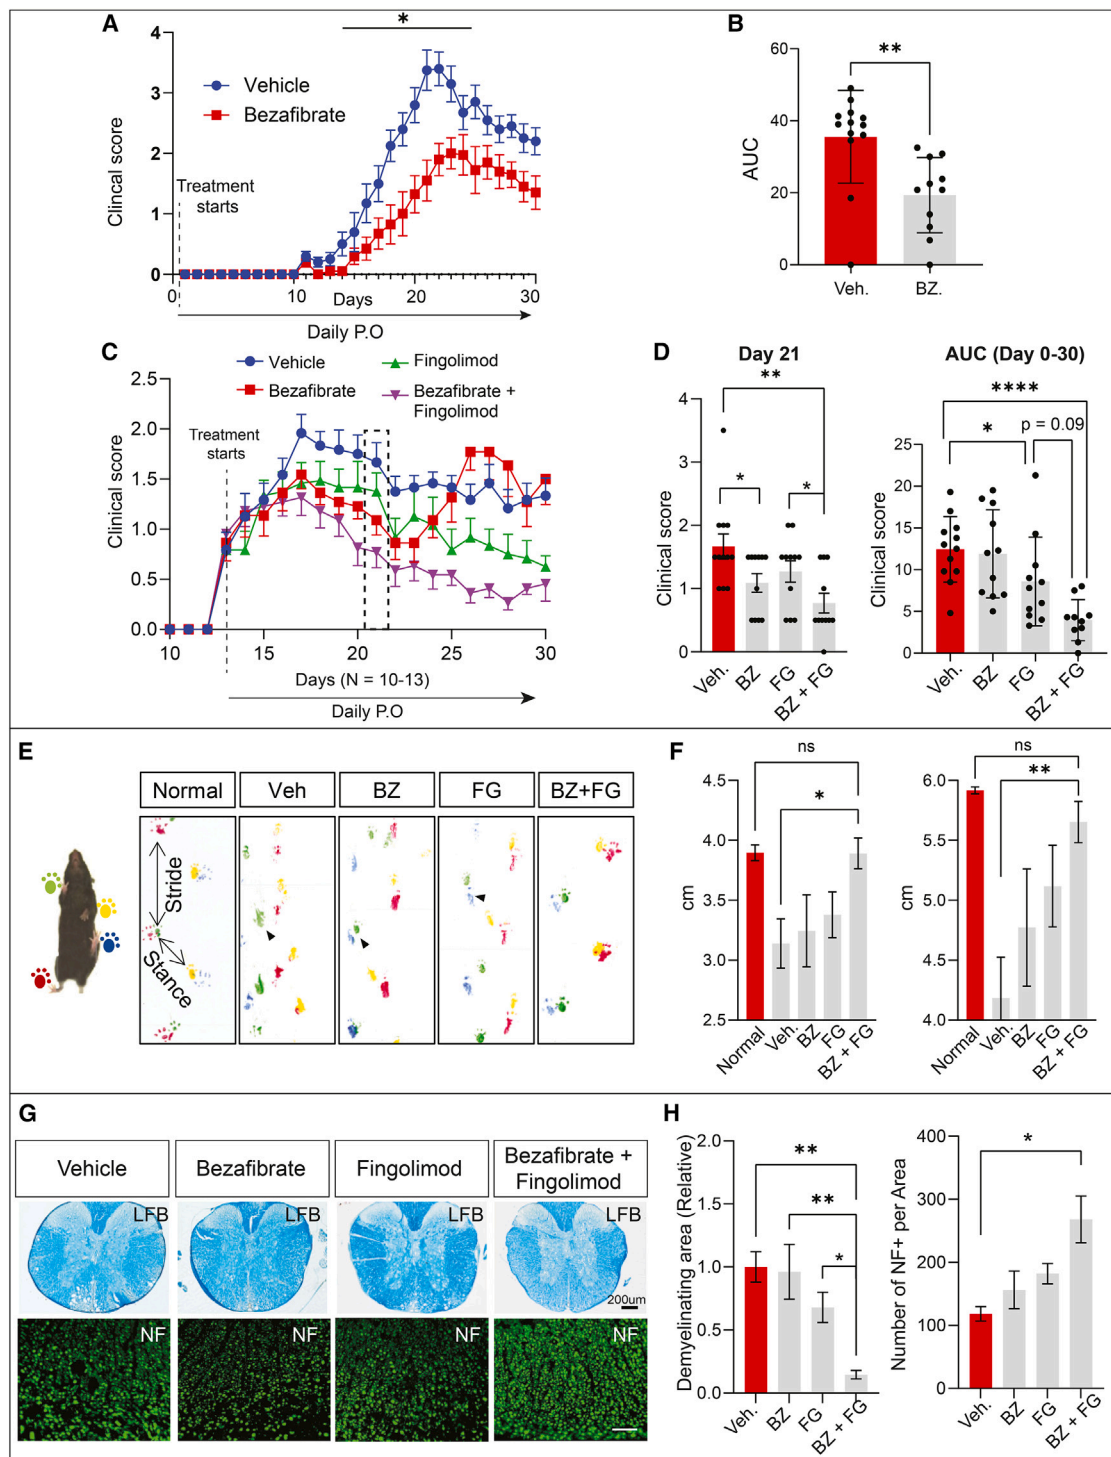 A
*
4
3
2
1
0
Clincal score
Vehicle
Bezafibrate
Treatment
starts
0
10
20
30
Days
Daily P.O
B
**
60
40
20
0
AUC
Veh.
BZ.
C
Vehicle
Bezafibrate
Fingolimod
Bezafibrate +
Fingolimod
2.5
2.0
1.5
1.0
0.5
0.0
Clinical score
Treatment
starts
10
15
20
25
30
Days (N = 10-13)
Daily P.O
D
Day 21
**
*
*
4
3
2
1
0
Clinical score
Veh.
BZ
FG
BZ + FG
AUC (Day 0-30)
****
*
p = 0.09
25
20
15
10
5
0
Clinical score
Veh.
BZ
FG
BZ + FG
E
Normal
Veh
BZ
FG
BZ+FG
Stride
Stance
F
ns
*
4.5
4.0
3.5
3.0
2.5
cm
Normal
Veh.
BZ
FG
BZ + FG
ns
**
6.0
5.5
5.0
4.5
4.0
cm
Normal
Veh.
BZ
FG
BZ + FG
G
Vehicle
Bezafibrate
Fingolimod
Bezafibrate +
Fingolimod
LFB
LFB
LFB
LFB
200um
NF
NF
NF
NF
H
**
**
*
2.0
1.5
1.0
0.5
0.0
Demyelinating area (Relative)
Veh.
BZ
FG
BZ + FG
*
400
300
200
100
0
Number of NF+ per Area
Veh.
BZ
FG
BZ + FG